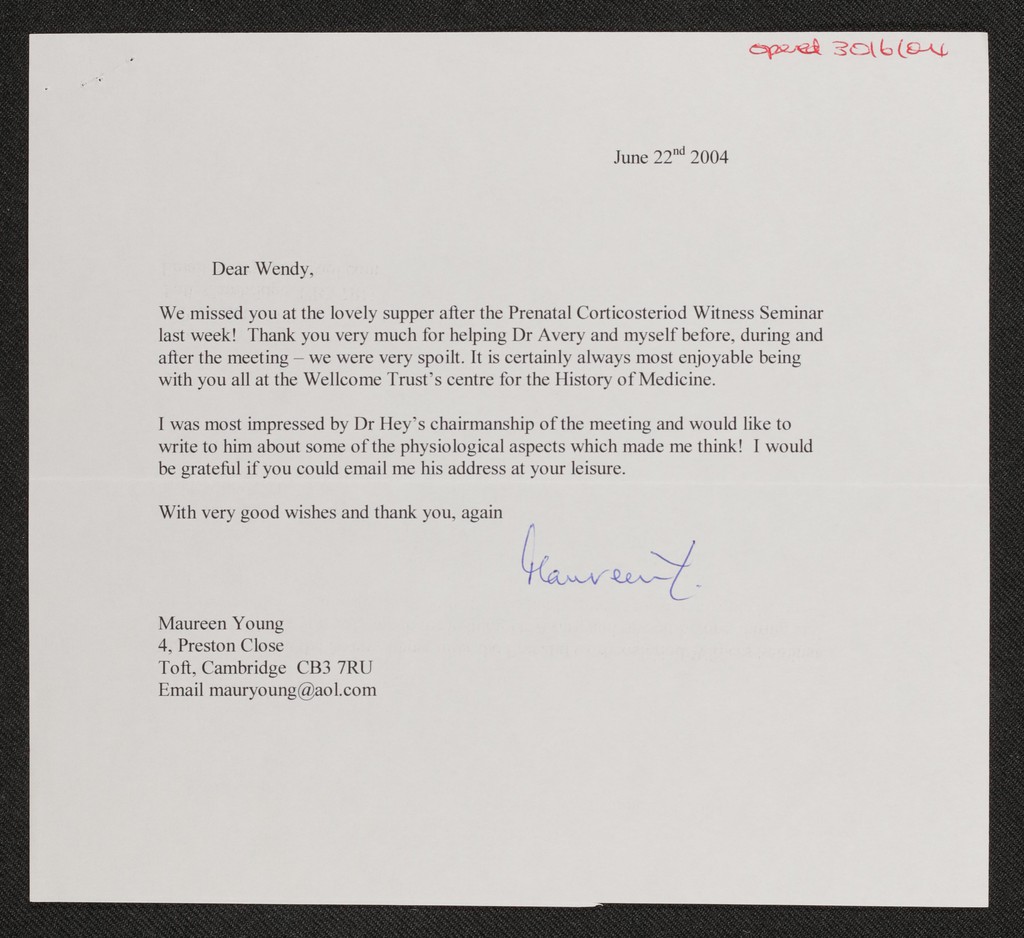 opened 30/6/04
June 22nd 2004
Dear Wendy,
We missed you at the lovely supper after the Prenatal Corticosteriod Witness Seminar
last week! Thank you very much for helping Dr Avery and myself before, during and
after the meeting – we were very spoilt. It is certainly always most enjoyable being
with you all at the Wellcome Trust's centre for the History of Medicine.
I was most impressed by Dr Hey's chairmanship of the meeting and would like to
write to him about some of the physiological aspects which made me think! I would
be grateful if you could email me his address at your leisure.
With very good wishes and thank you, again
Maureen Y.
Maureen Young
4, Preston Close
Toft, Cambridge CB3 7RU
Email mauryoung@aol.com